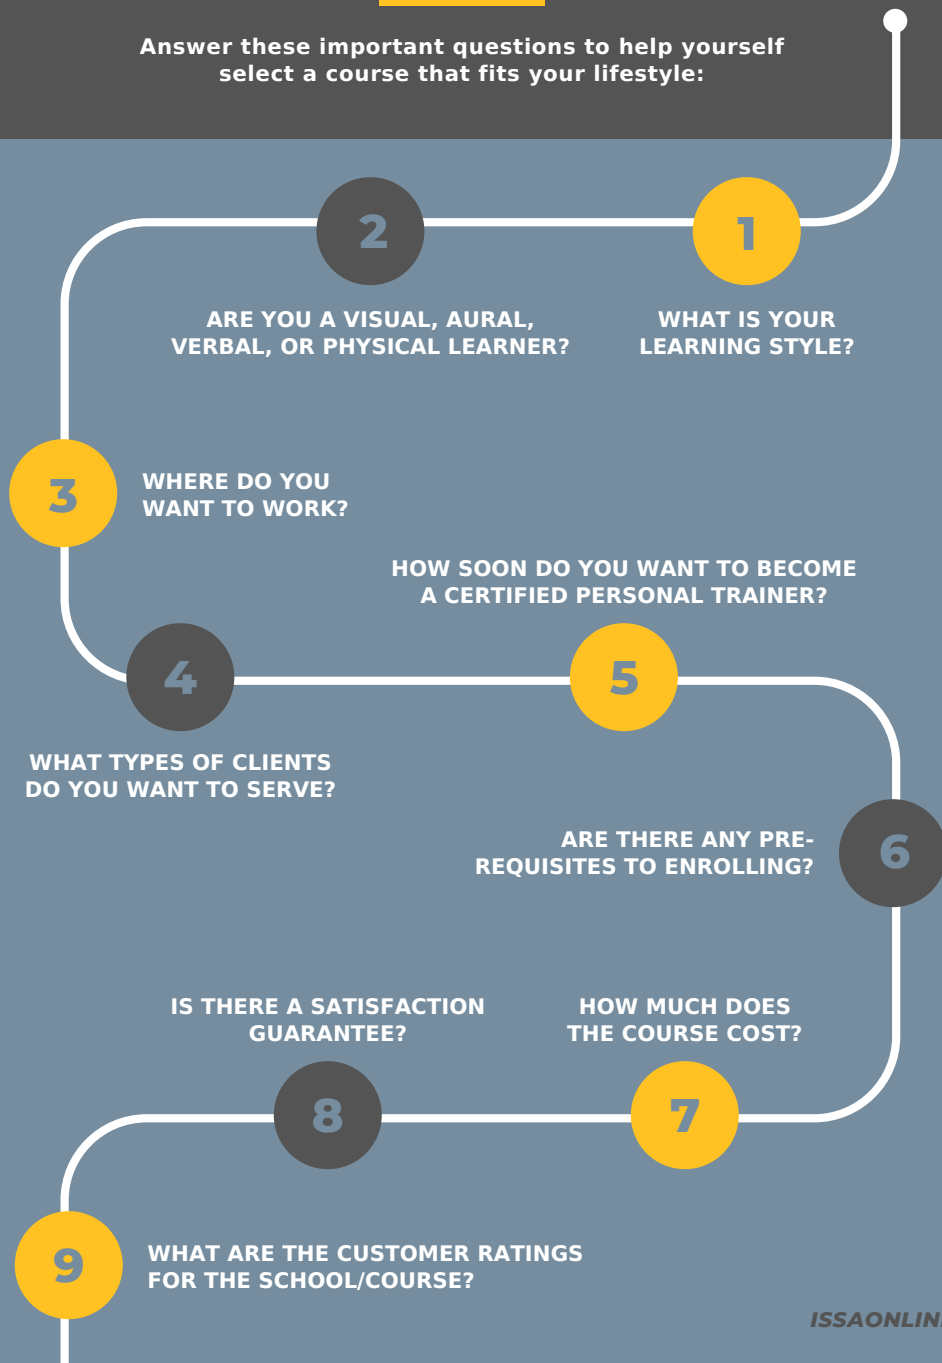 Answer these important questions to help yourself
select a course that fits your lifestyle:
1
WHAT IS YOUR
LEARNING STYLE?
2
ARE YOU A VISUAL, AURAL,
VERBAL, OR PHYSICAL LEARNER?
3
WHERE DO YOU
WANT TO WORK?
4
WHAT TYPES OF CLIENTS
DO YOU WANT TO SERVE?
5
HOW SOON DO YOU WANT TO BECOME
A CERTIFIED PERSONAL TRAINER?
6
ARE THERE ANY PRE-
REQUISITES TO ENROLLING?
7
HOW MUCH DOES
THE COURSE COST?
8
IS THERE A SATISFACTION
GUARANTEE?
9
WHAT ARE THE CUSTOMER RATINGS
FOR THE SCHOOL/COURSE?